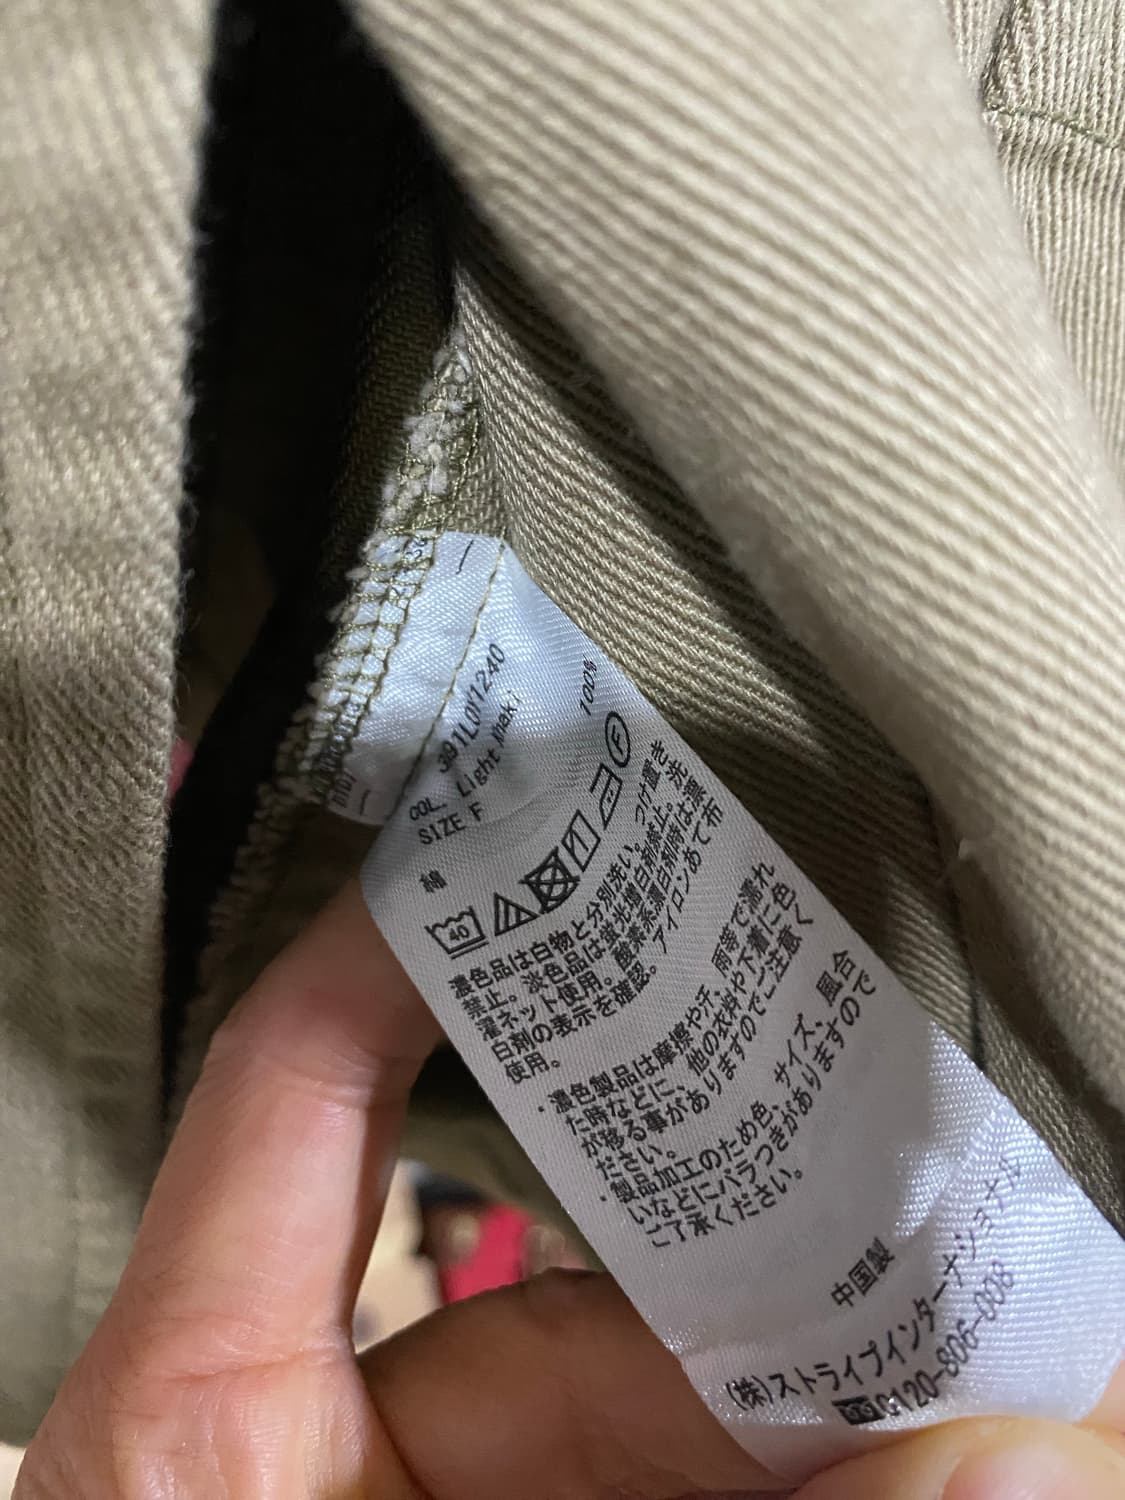 391L0Y1240
COL. Light Khaki
SIZE F
綿 100%
40 F
濃色品は白物と分別洗い。つけ置き
禁止。淡色品は蛍光増白剤禁止。洗
濯ネット使用。酸素系漂白剤時は漂
白剤の表示を確認。アイロンあて布
使用。
・濃色製品は摩擦や汗、雨等で濡れ
た時などに、他の衣料や下着に色
が移る事がありますのでご注意く
ださい。
・製品加工のため色、サイズ、風合
いなどにバラつきがありますので
ご了承ください。
中国製
(株)ストライプインターナショナル
0120-806-008